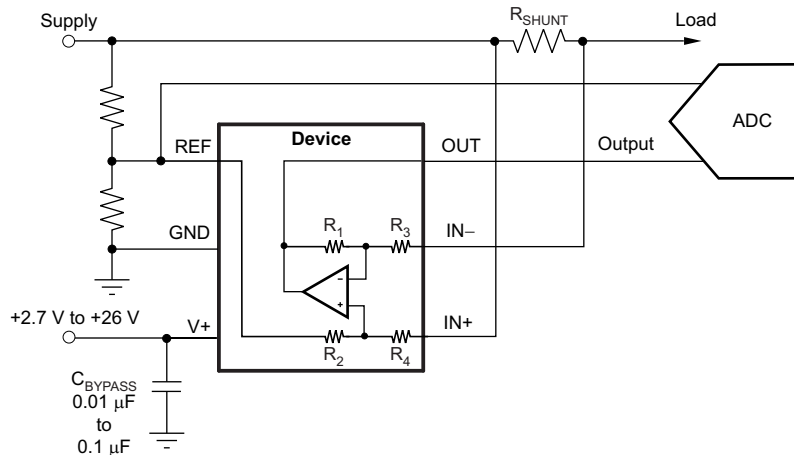 Supply
RSHUNT
Load
ADC
Device
REF
OUT
Output
GND
R1
R3
IN−
−
+
+2.7 V to +26 V
V+
R2
R4
IN+
CBYPASS
0.01 μF
to
0.1 μF